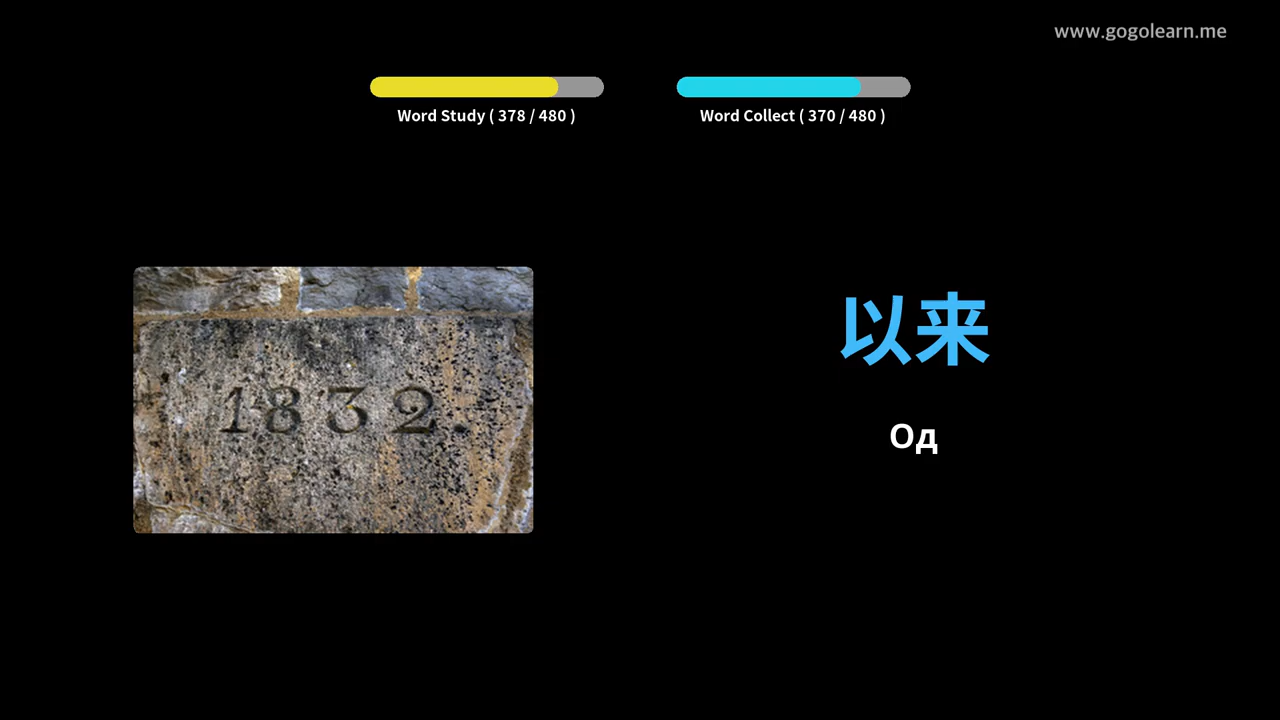 www.gogolearn.me
Word Study ( 378 / 480 )
Word Collect ( 370 / 480 )
1832.
以来
Од